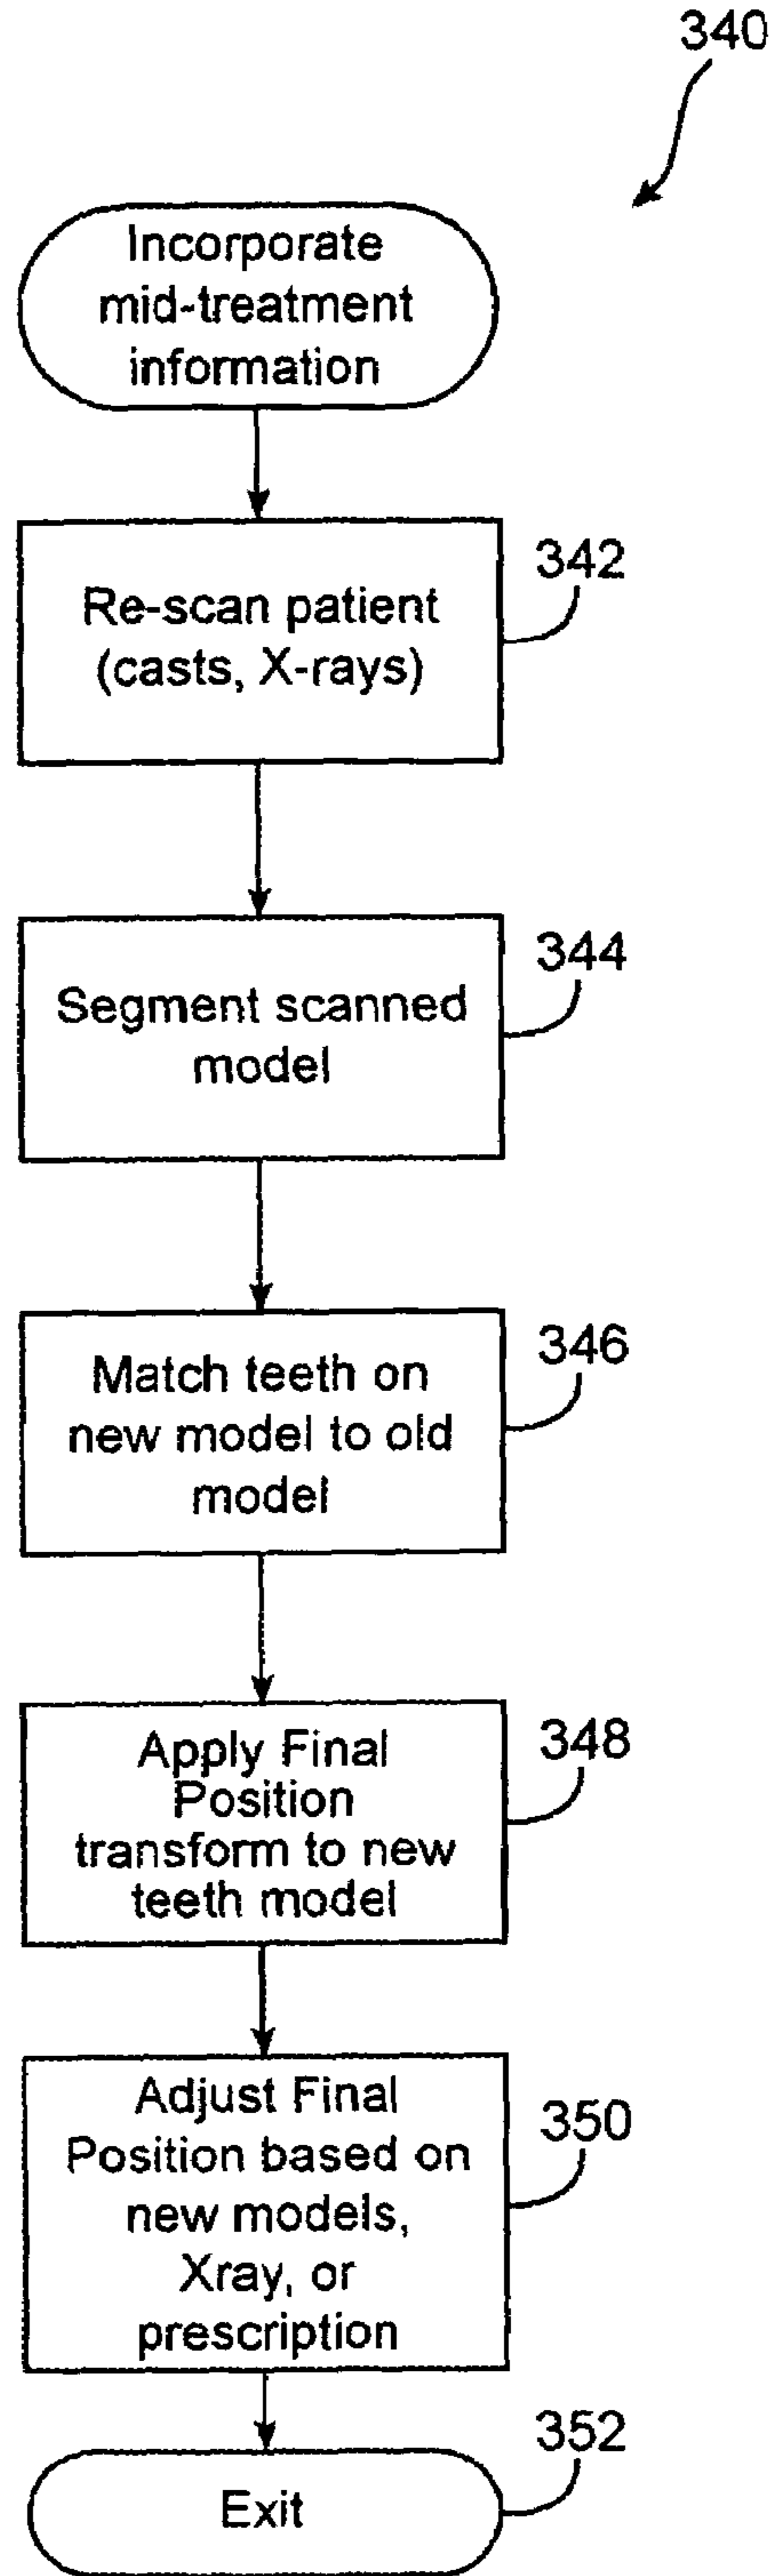 340
Incorporate
mid-treatment
information
342
Re-scan patient
(casts, X-rays)
344
Segment scanned
model
346
Match teeth on
new model to old
model
348
Apply Final
Position
transform to new
teeth model
350
Adjust Final
Position based on
new models,
Xray, or
prescription
352
Exit